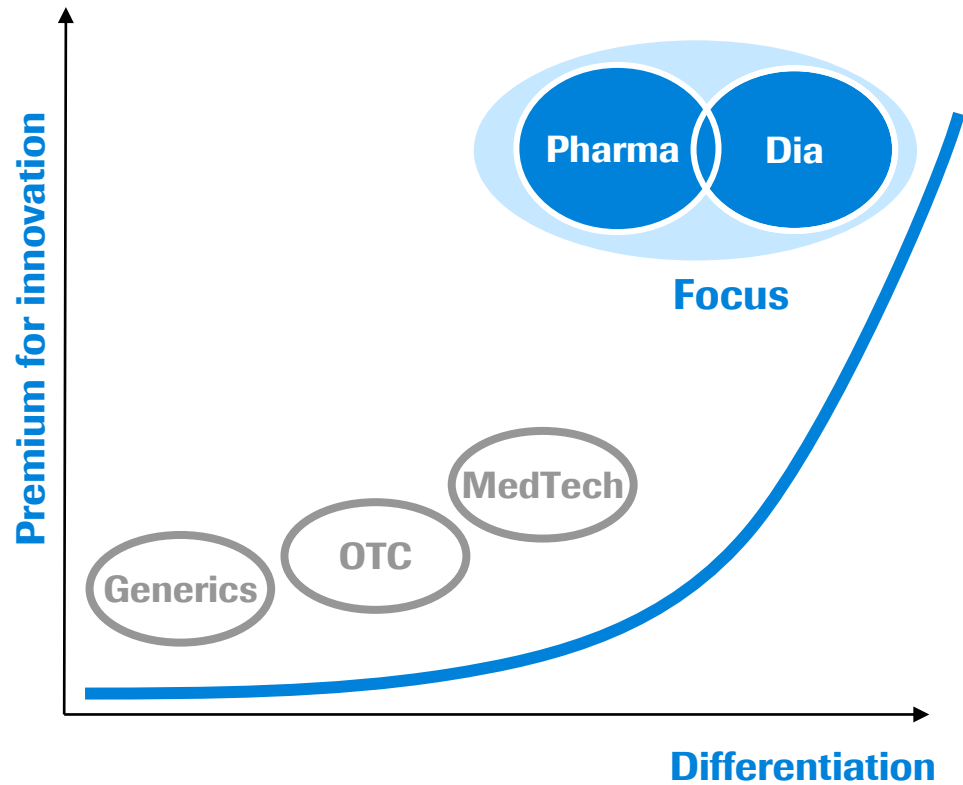 Premium for innovation
Pharma
Dia
Focus
MedTech
OTC
Generics
Differentiation